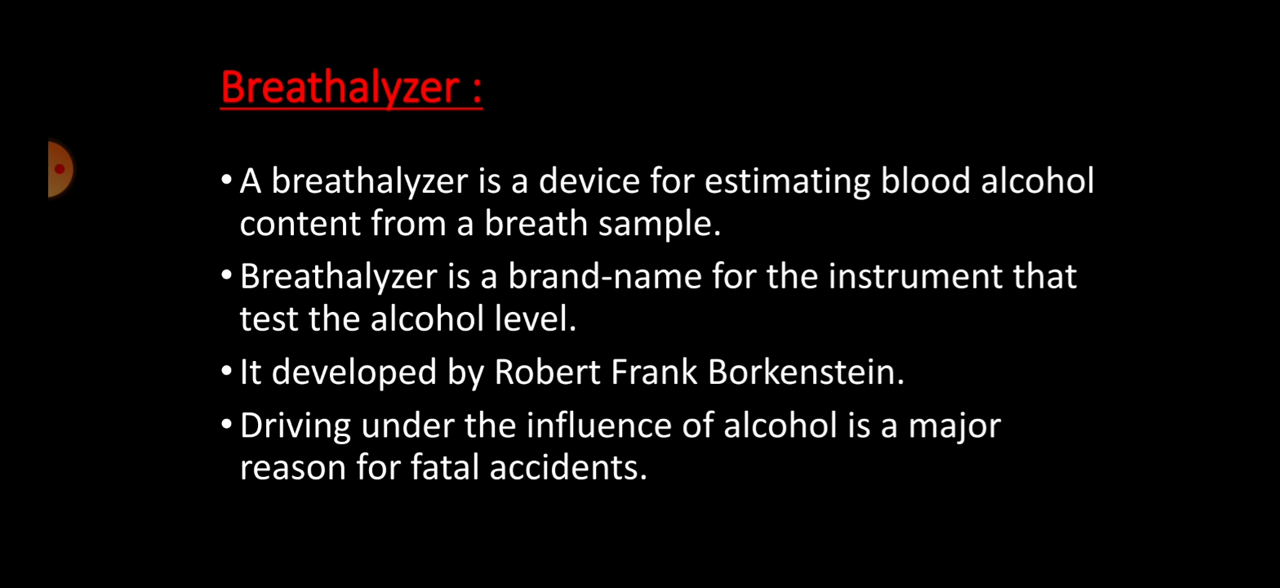 Breathalyzer :
• A breathalyzer is a device for estimating blood alcohol
content from a breath sample.
• Breathalyzer is a brand-name for the instrument that
test the alcohol level.
• It developed by Robert Frank Borkenstein.
• Driving under the influence of alcohol is a major
reason for fatal accidents.